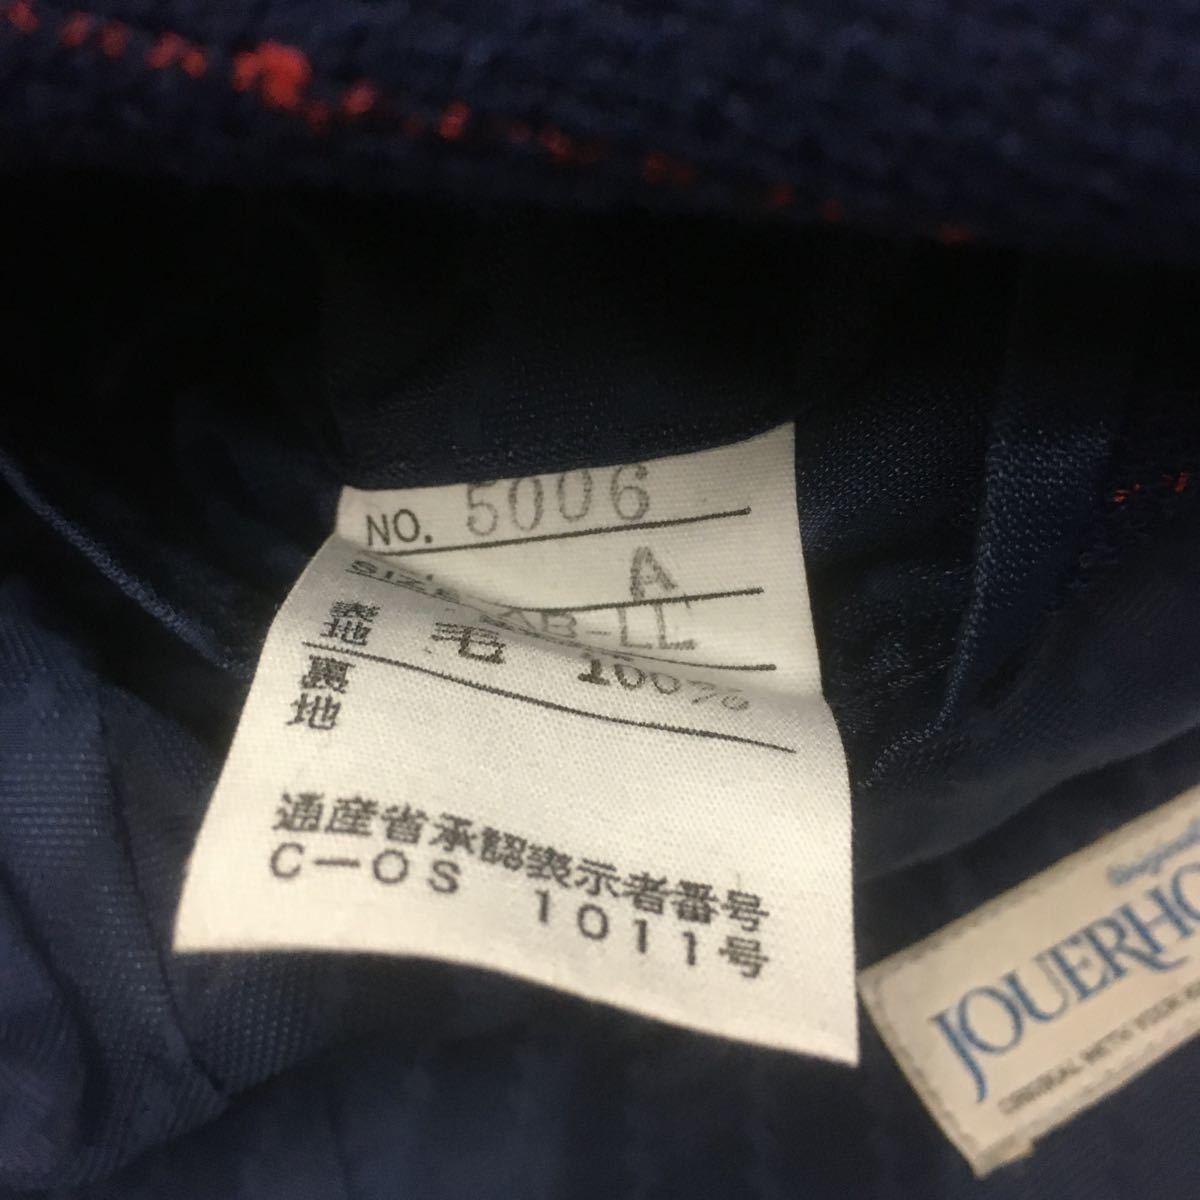 NO. 5006
A
SIZE AB-LL
表地 毛 100%
裏地
通産省承認表示者番号
C-OS 1011号
JOUERHO